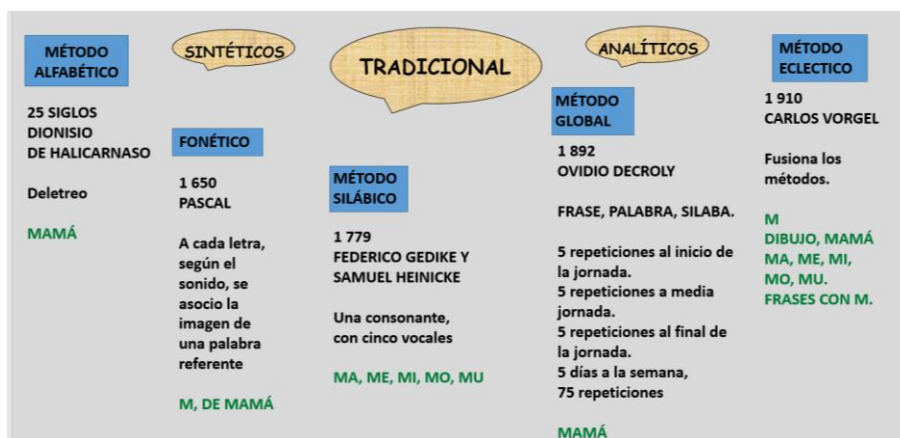 MÉTODO
ALFABÉTICO
25 SIGLOS
DIONISIO
DE HALICARNASO
Deletreo
MAMÁ
SINTÉTICOS
FONÉTICO
1 650
PASCAL
A cada letra,
según el
sonido, se
asocio la
imagen de
una palabra
referente
M, DE MAMÁ
TRADICIONAL
MÉTODO
SILÁBICO
1 779
FEDERICO GEDIKE Y
SAMUEL HEINICKE
Una consonante,
con cinco vocales
MA, ME, MI, MO, MU
ANALÍTICOS
MÉTODO
GLOBAL
1 892
OVIDIO DECROLY
FRASE, PALABRA, SILABA.
5 repeticiones al inicio de
la jornada.
5 repeticiones a media
jornada.
5 repeticiones al final de
la jornada.
5 días a la semana,
75 repeticiones
MAMÁ
MÉTODO
ECLECTICO
1 910
CARLOS VORGEL
Fusiona los
métodos.
M
DIBUJO, MAMÁ
MA, ME, MI,
MO, MU.
FRASES CON M.